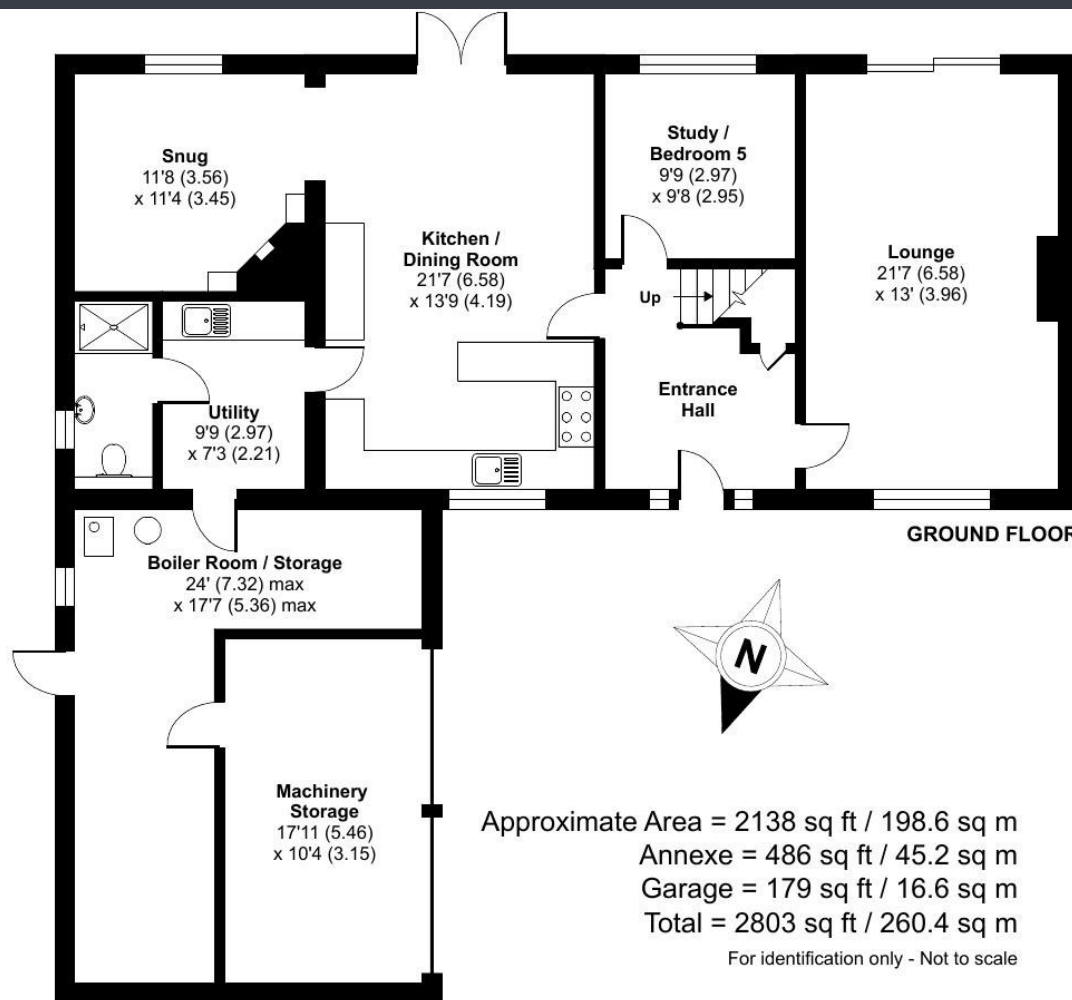 Snug
11'8 (3.56)
x 11'4 (3.45)
Kitchen /
Dining Room
21'7 (6.58)
x 13'9 (4.19)
Study /
Bedroom 5
9'9 (2.97)
x 9'8 (2.95)
Lounge
21'7 (6.58)
x 13' (3.96)
Up
Entrance
Hall
Utility
9'9 (2.97)
x 7'3 (2.21)
GROUND FLOOR
Boiler Room / Storage
24' (7.32) max
x 17'7 (5.36) max
N
Machinery
Storage
17'11 (5.46)
x 10'4 (3.15)
Approximate Area = 2138 sq ft / 198.6 sq m
Annexe = 486 sq ft / 45.2 sq m
Garage = 179 sq ft / 16.6 sq m
Total = 2803 sq ft / 260.4 sq m
For identification only - Not to scale